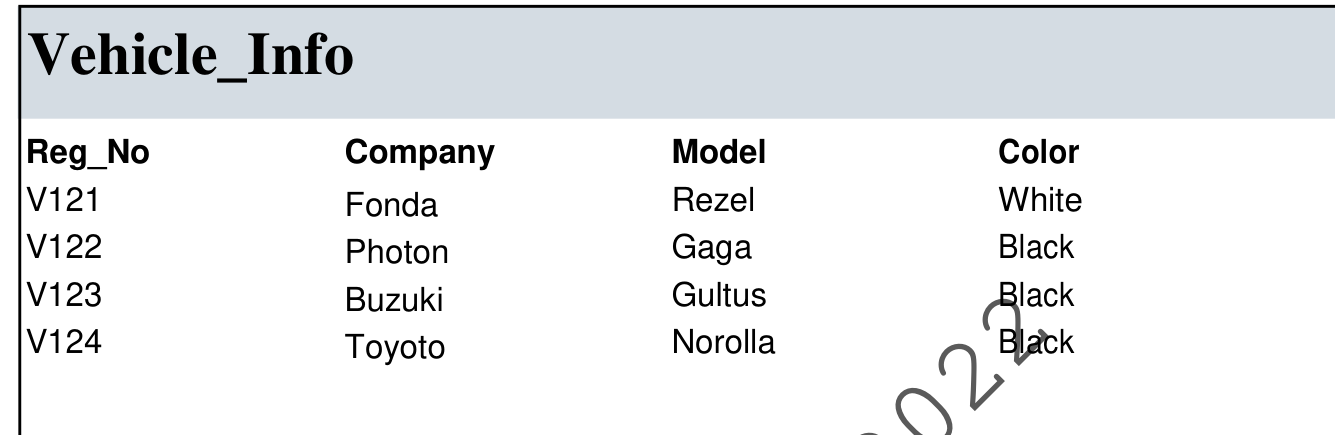 Vehicle_Info
Reg_No Company Model Color
V121 Fonda Rezel White
V122 Photon Gaga Black
V123 Buzuki Gultus Black
V124 Toyoto Norolla Black
2022